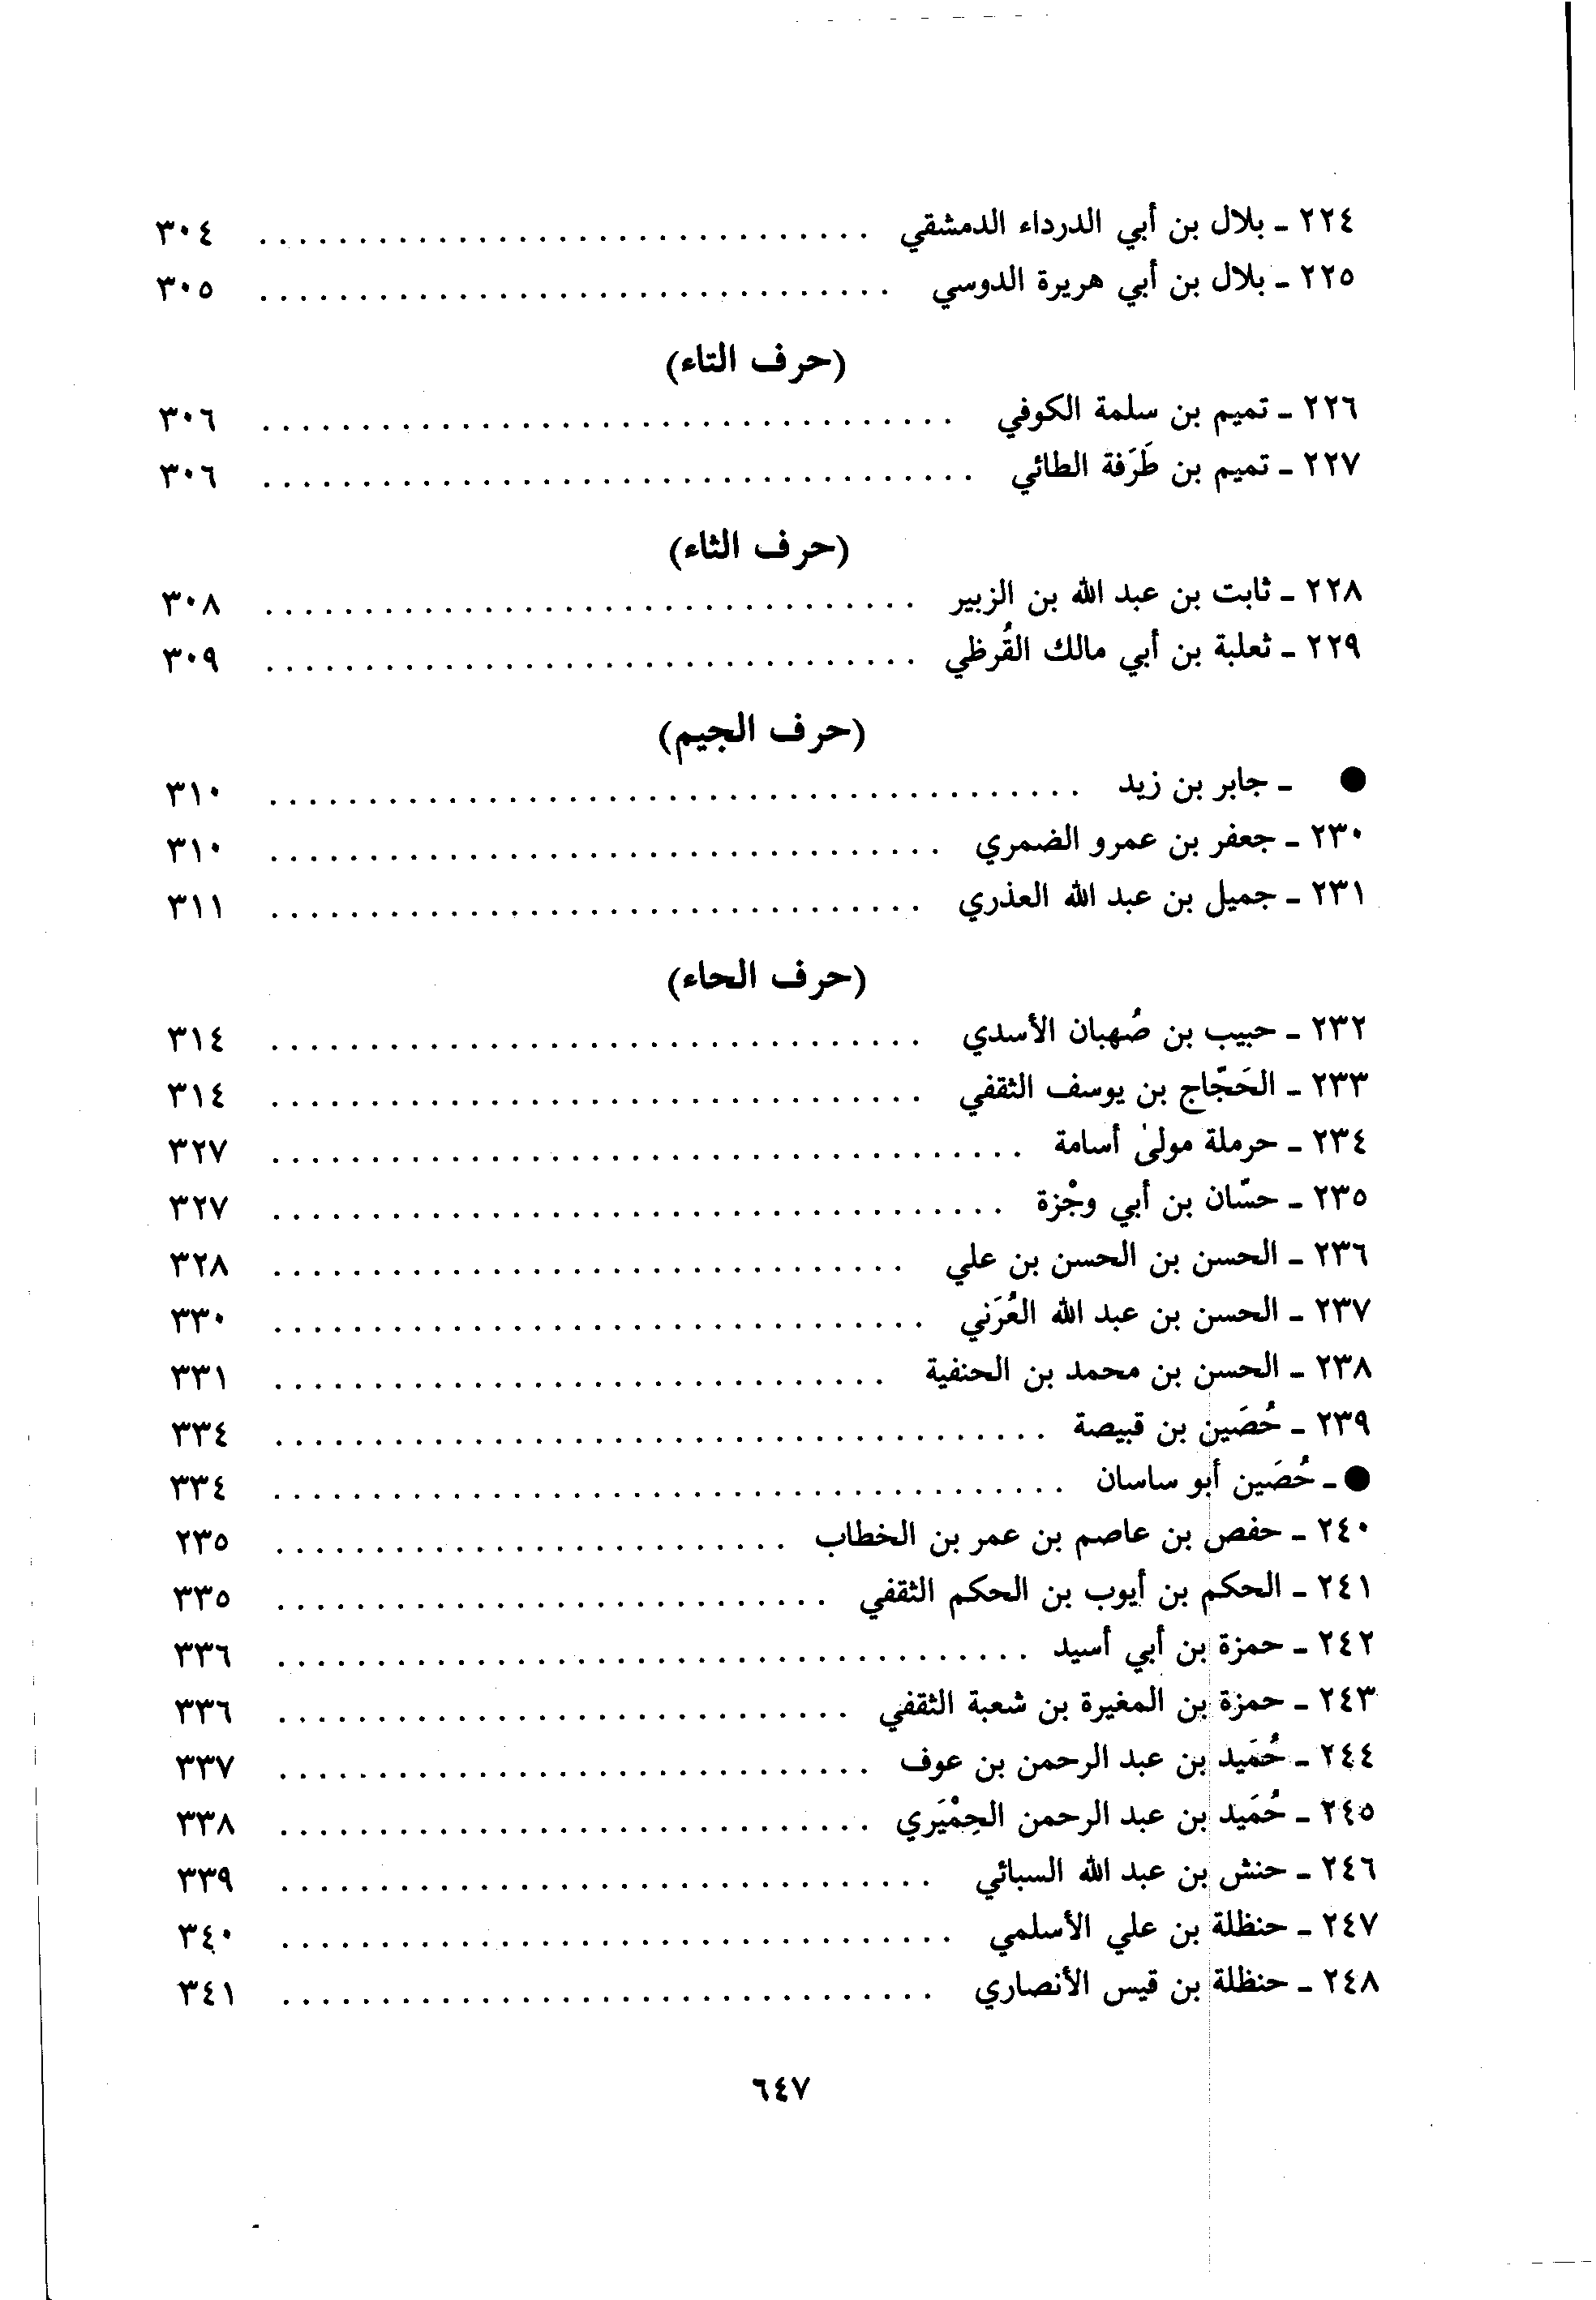 ٢٢٤ ـ بلال بن أبي الدرداء الدمشقي . . . . . . . . . . ٣٠٤
٢٢٥ ـ بلال بن أبي هريرة الدوسي . . . . . . . . . . ٣٠٥
(حرف التاء)
٢٢٦ ـ تميم بن سلمة الكوفي . . . . . . . . . . ٣٠٦
٢٢٧ ـ تميم بن طَرَفة الطائي . . . . . . . . . . ٣٠٦
(حرف الثاء)
٢٢٨ ـ ثابت بن عبد الله بن الزبير . . . . . . . . . . ٣٠٨
٢٢٩ ـ ثعلبة بن أبي مالك القُرظي . . . . . . . . . . ٣٠٩
(حرف الجيم)
● ـ جابر بن زيد . . . . . . . . . . ٣١٠
٢٣٠ ـ جعفر بن عمرو الضمري . . . . . . . . . . ٣١٠
٢٣١ ـ جميل بن عبد الله العذري . . . . . . . . . . ٣١١
(حرف الحاء)
٢٣٢ ـ حبيب بن صُهبان الأسدي . . . . . . . . . . ٣١٤
٢٣٣ ـ الحَجّاج بن يوسف الثقفي . . . . . . . . . . ٣١٤
٢٣٤ ـ حرملة مولىٰ أسامة . . . . . . . . . . ٣٢٧
٢٣٥ ـ حسّان بن أبي وجْزة . . . . . . . . . . ٣٢٧
٢٣٦ ـ الحسن بن الحسن بن علي . . . . . . . . . . ٣٢٨
٢٣٧ ـ الحسن بن عبد الله العُرَني . . . . . . . . . . ٣٣٠
٢٣٨ ـ الحسن بن محمد بن الحنفية . . . . . . . . . . ٣٣١
٢٣٩ ـ حُصَين بن قبيصة . . . . . . . . . . ٣٣٤
● ـ حُصَين أبو ساسان . . . . . . . . . . ٣٣٤
٢٤٠ ـ حفص بن عاصم بن عمر بن الخطاب . . . . . . . . . . ٢٣٥
٢٤١ ـ الحكم بن أيوب بن الحكم الثقفي . . . . . . . . . . ٣٣٥
٢٤٢ ـ حمزة بن أبي أسيد . . . . . . . . . . ٣٣٦
٢٤٣ ـ حمزة بن المغيرة بن شعبة الثقفي . . . . . . . . . . ٣٣٦
٢٤٤ ـ حُمَيد بن عبد الرحمن بن عوف . . . . . . . . . . ٣٣٧
٢٤٥ ـ حُمَيد بن عبد الرحمن الحِمْيَري . . . . . . . . . . ٣٣٨
٢٤٦ ـ حنش بن عبد الله السبائي . . . . . . . . . . ٣٣٩
٢٤٧ ـ حنظلة بن علي الأسلمي . . . . . . . . . . ٣٤٠
٢٤٨ ـ حنظلة بن قيس الأنصاري . . . . . . . . . . ٣٤١
٦٤٧